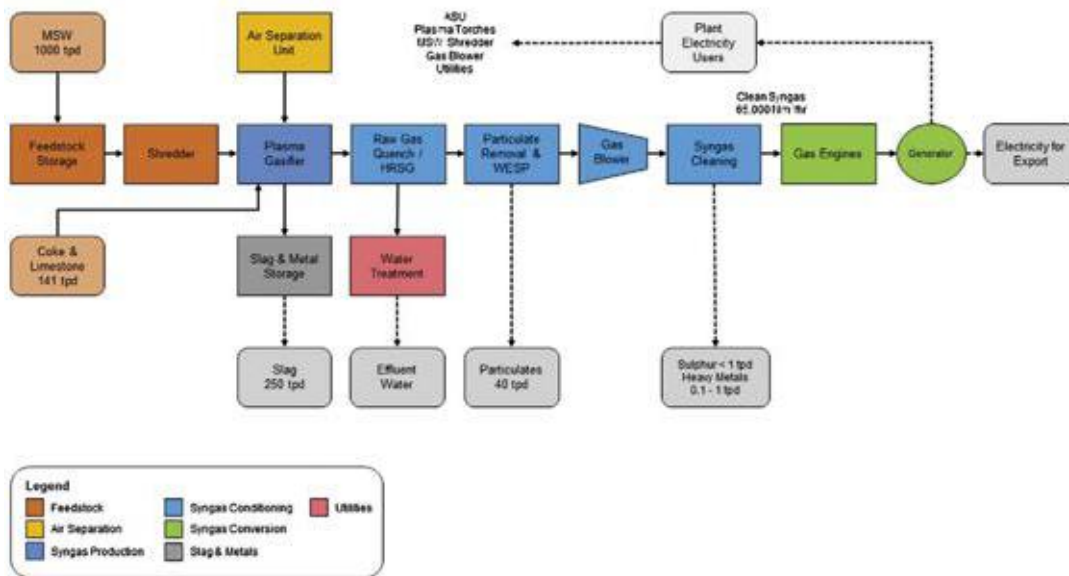 MSW
1000 tpd
Air Separation
Unit
ASU
Plasma Torches
MSW Shredder
Gas Blower
Utilities
Plant
Electricity
Users
Clean Syngas
Feedstock
Storage
Shredder
Plasma
Gasifier
Raw Gas
Quench /
HRSG
Particulate
Removal &
WESP
Gas
Blower
Syngas
Cleaning
Gas Engines
Generator
Electricity for
Export
Coke &
Limestone
141 tpd
Slag & Metal
Storage
Water
Treatment
Slag
250 tpd
Effluent
Water
Particulates
40 tpd
Sulphur < 1 tpd
Heavy Metals
0.1 - 1 tpd
Legend
Feedstock
Syngas Conditioning
Utilities
Air Separation
Syngas Conversion
Syngas Production
Slag & Metals